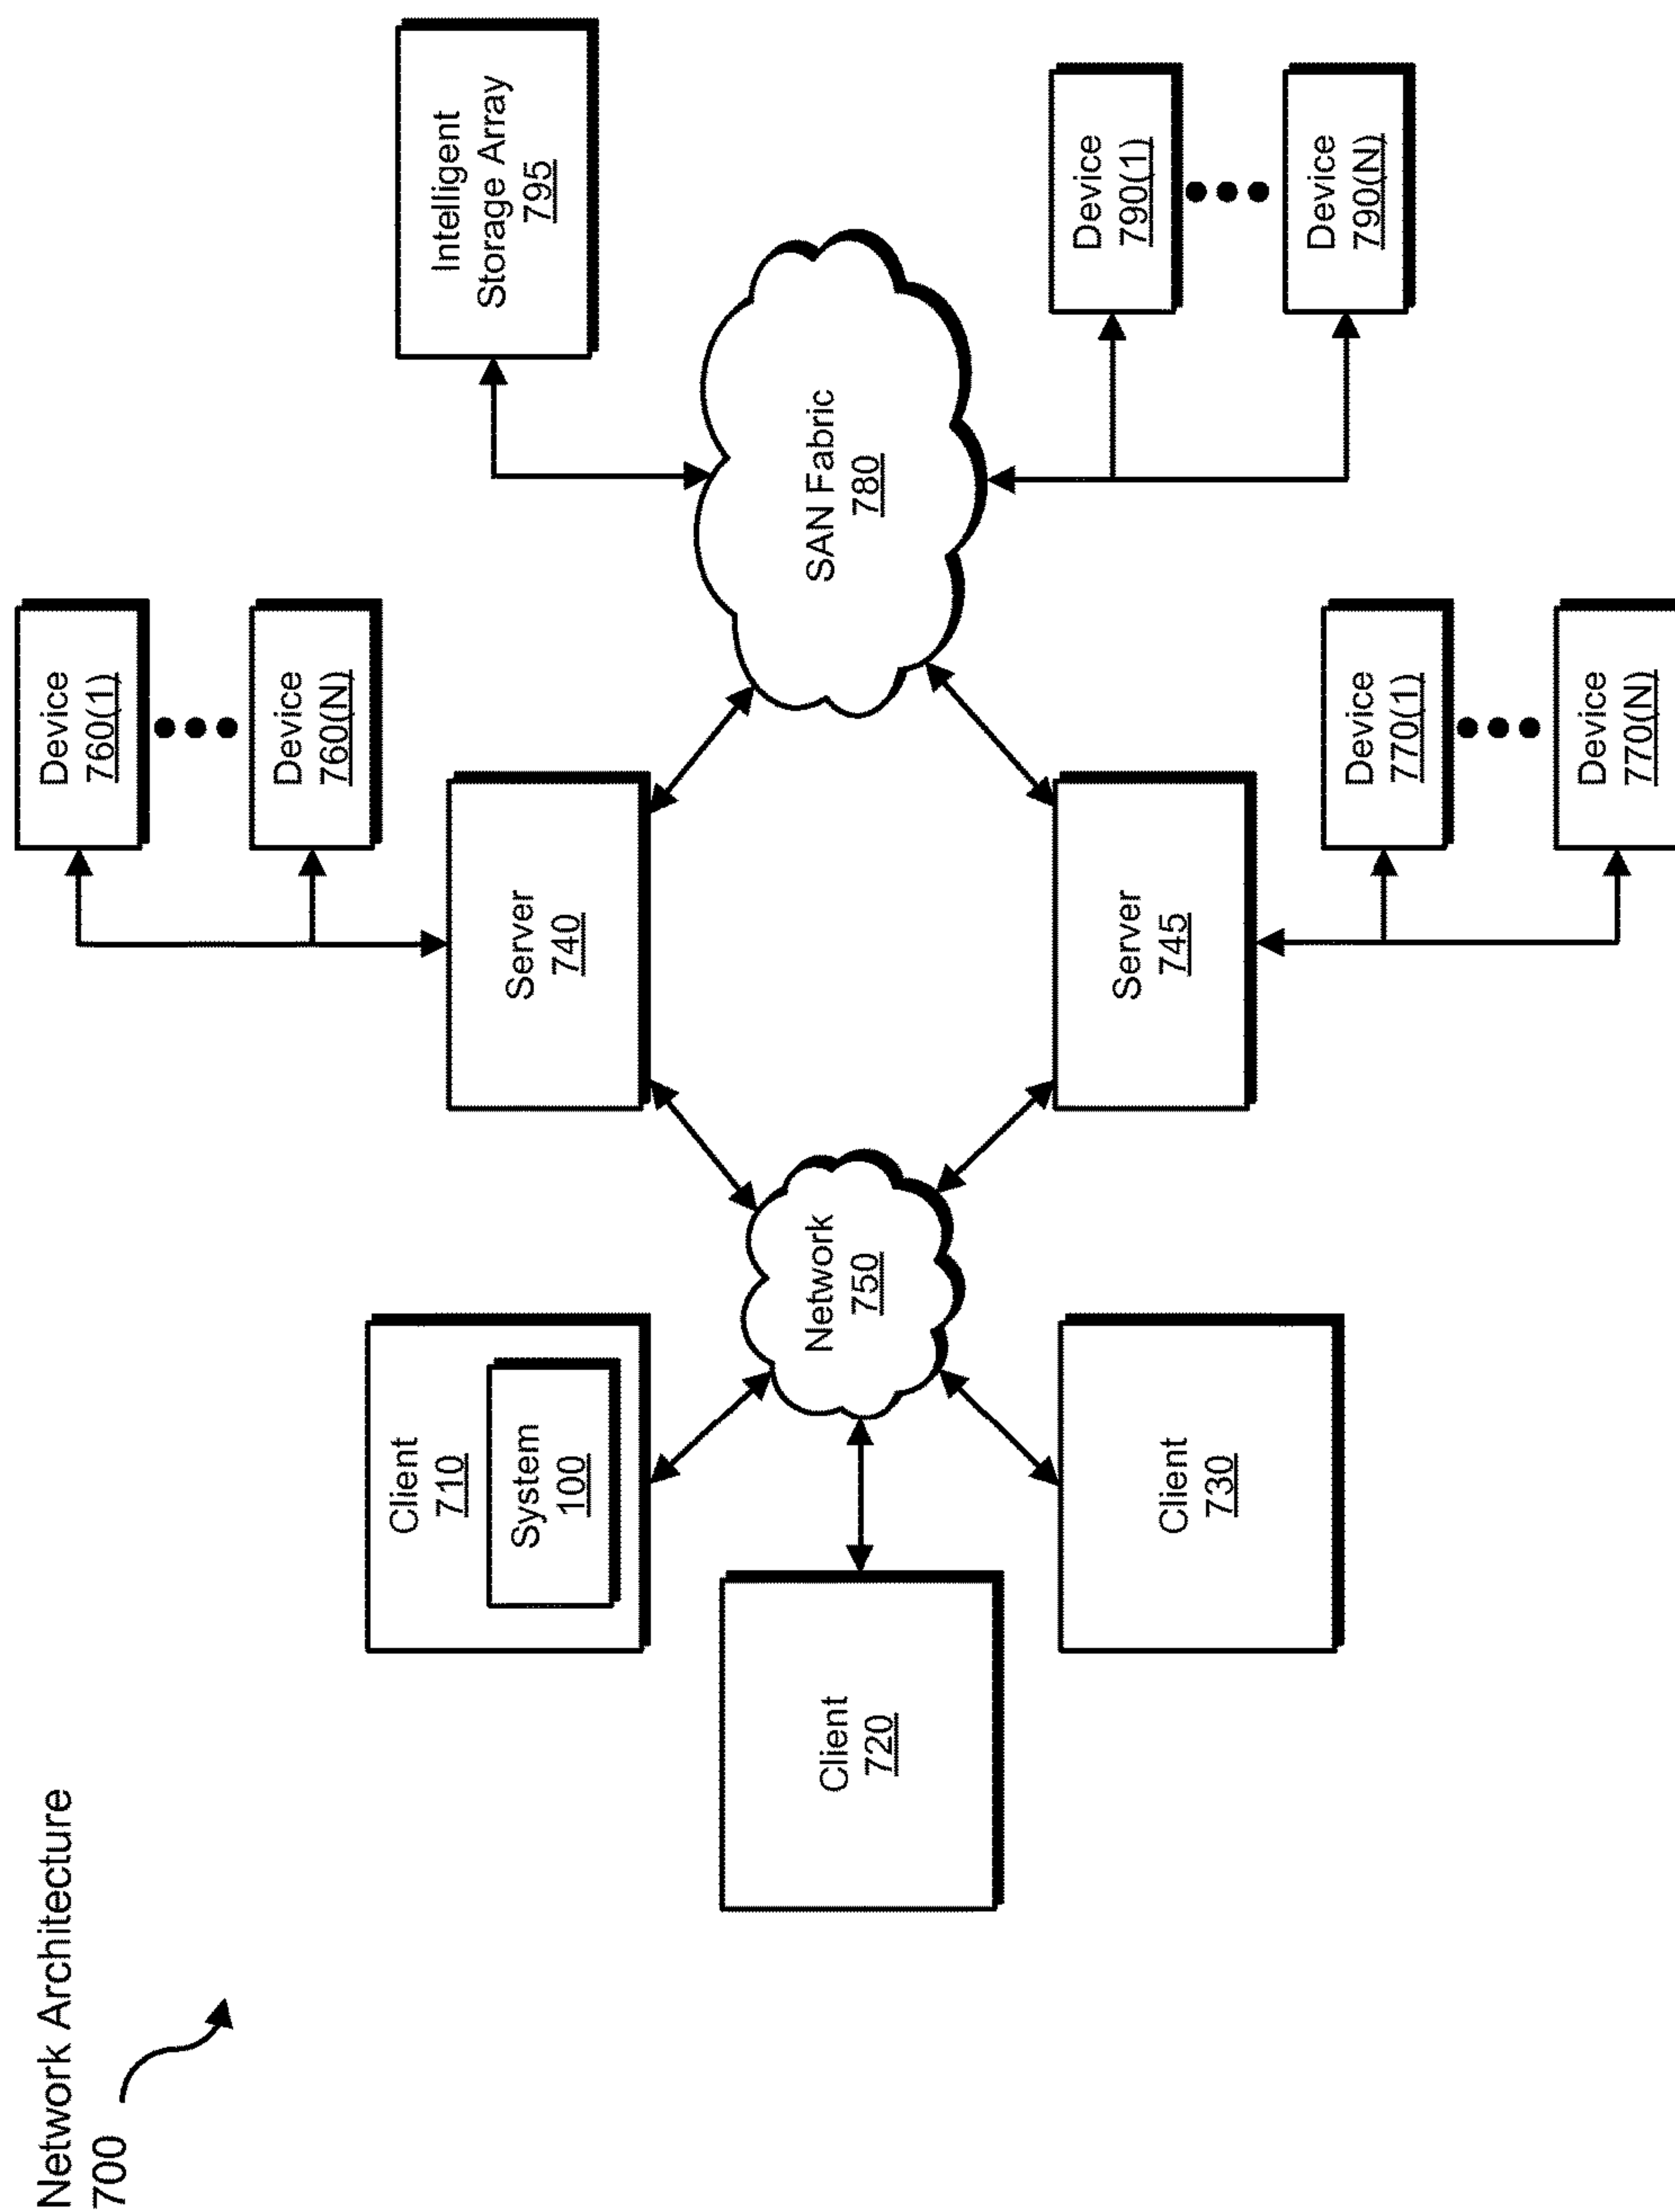 Network Architecture
700
Client
710
System
100
Client
720
Client
730
Network
750
Server
740
Server
745
Device
760(1)
Device
760(N)
Device
770(1)
Device
770(N)
SAN Fabric
780
Intelligent
Storage Array
795
Device
790(1)
Device
790(N)